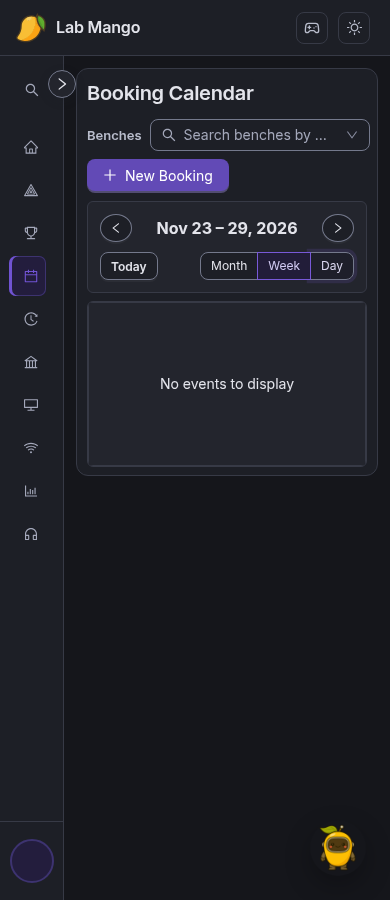 Lab Mango
Booking Calendar
Benches
Search benches by ...
New Booking
Nov 23 – 29, 2026
Today
Month
Week
Day
No events to display